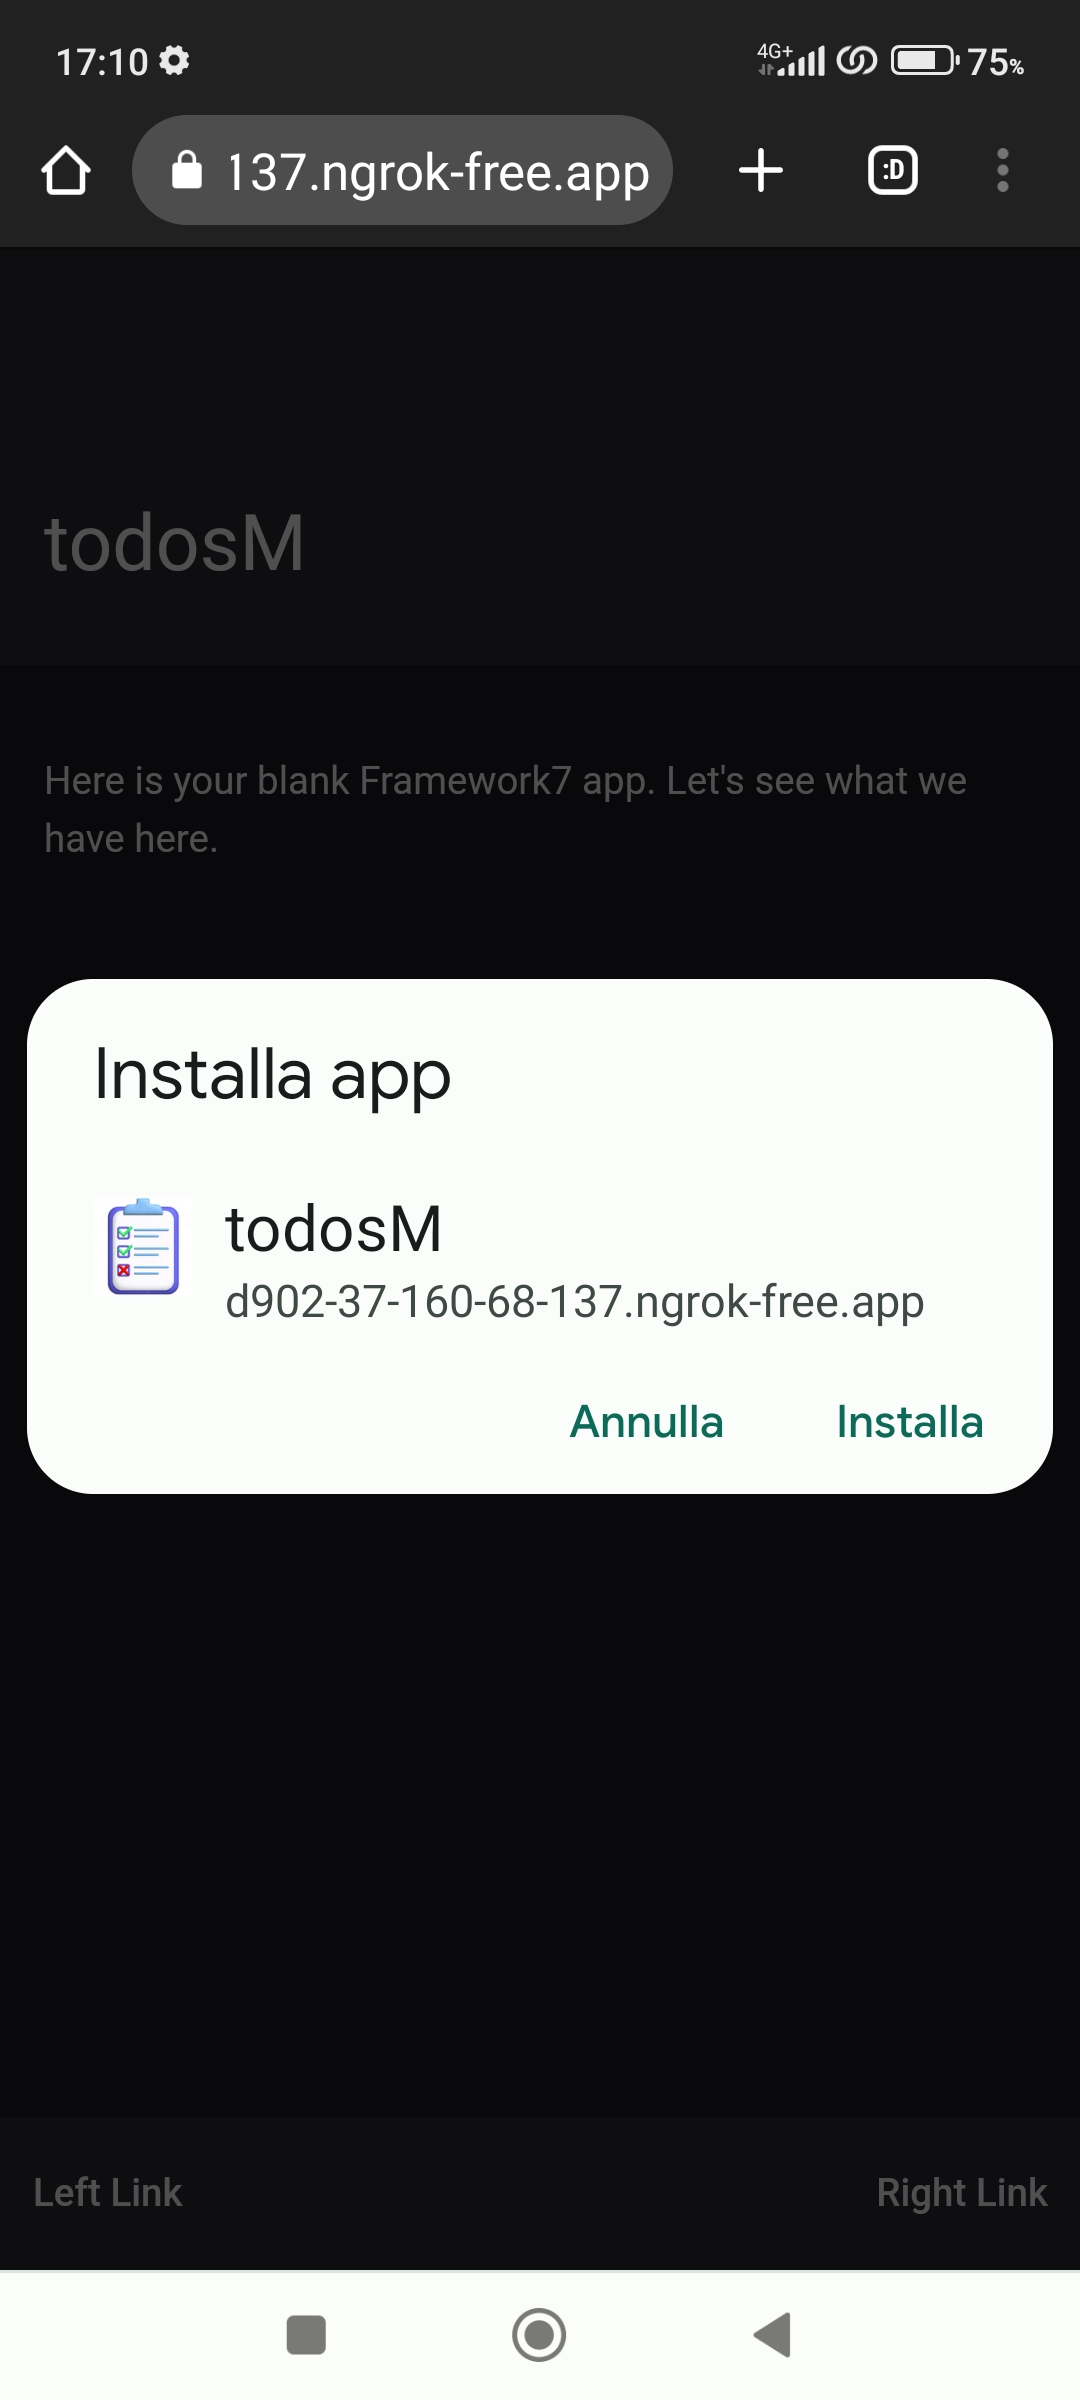 17:10
4G+
75%
137.ngrok-free.app
:D
todosM
Here is your blank Framework7 app. Let's see what we
have here.
Installa app
todosM
d902-37-160-68-137.ngrok-free.app
Annulla
Installa
Left Link
Right Link